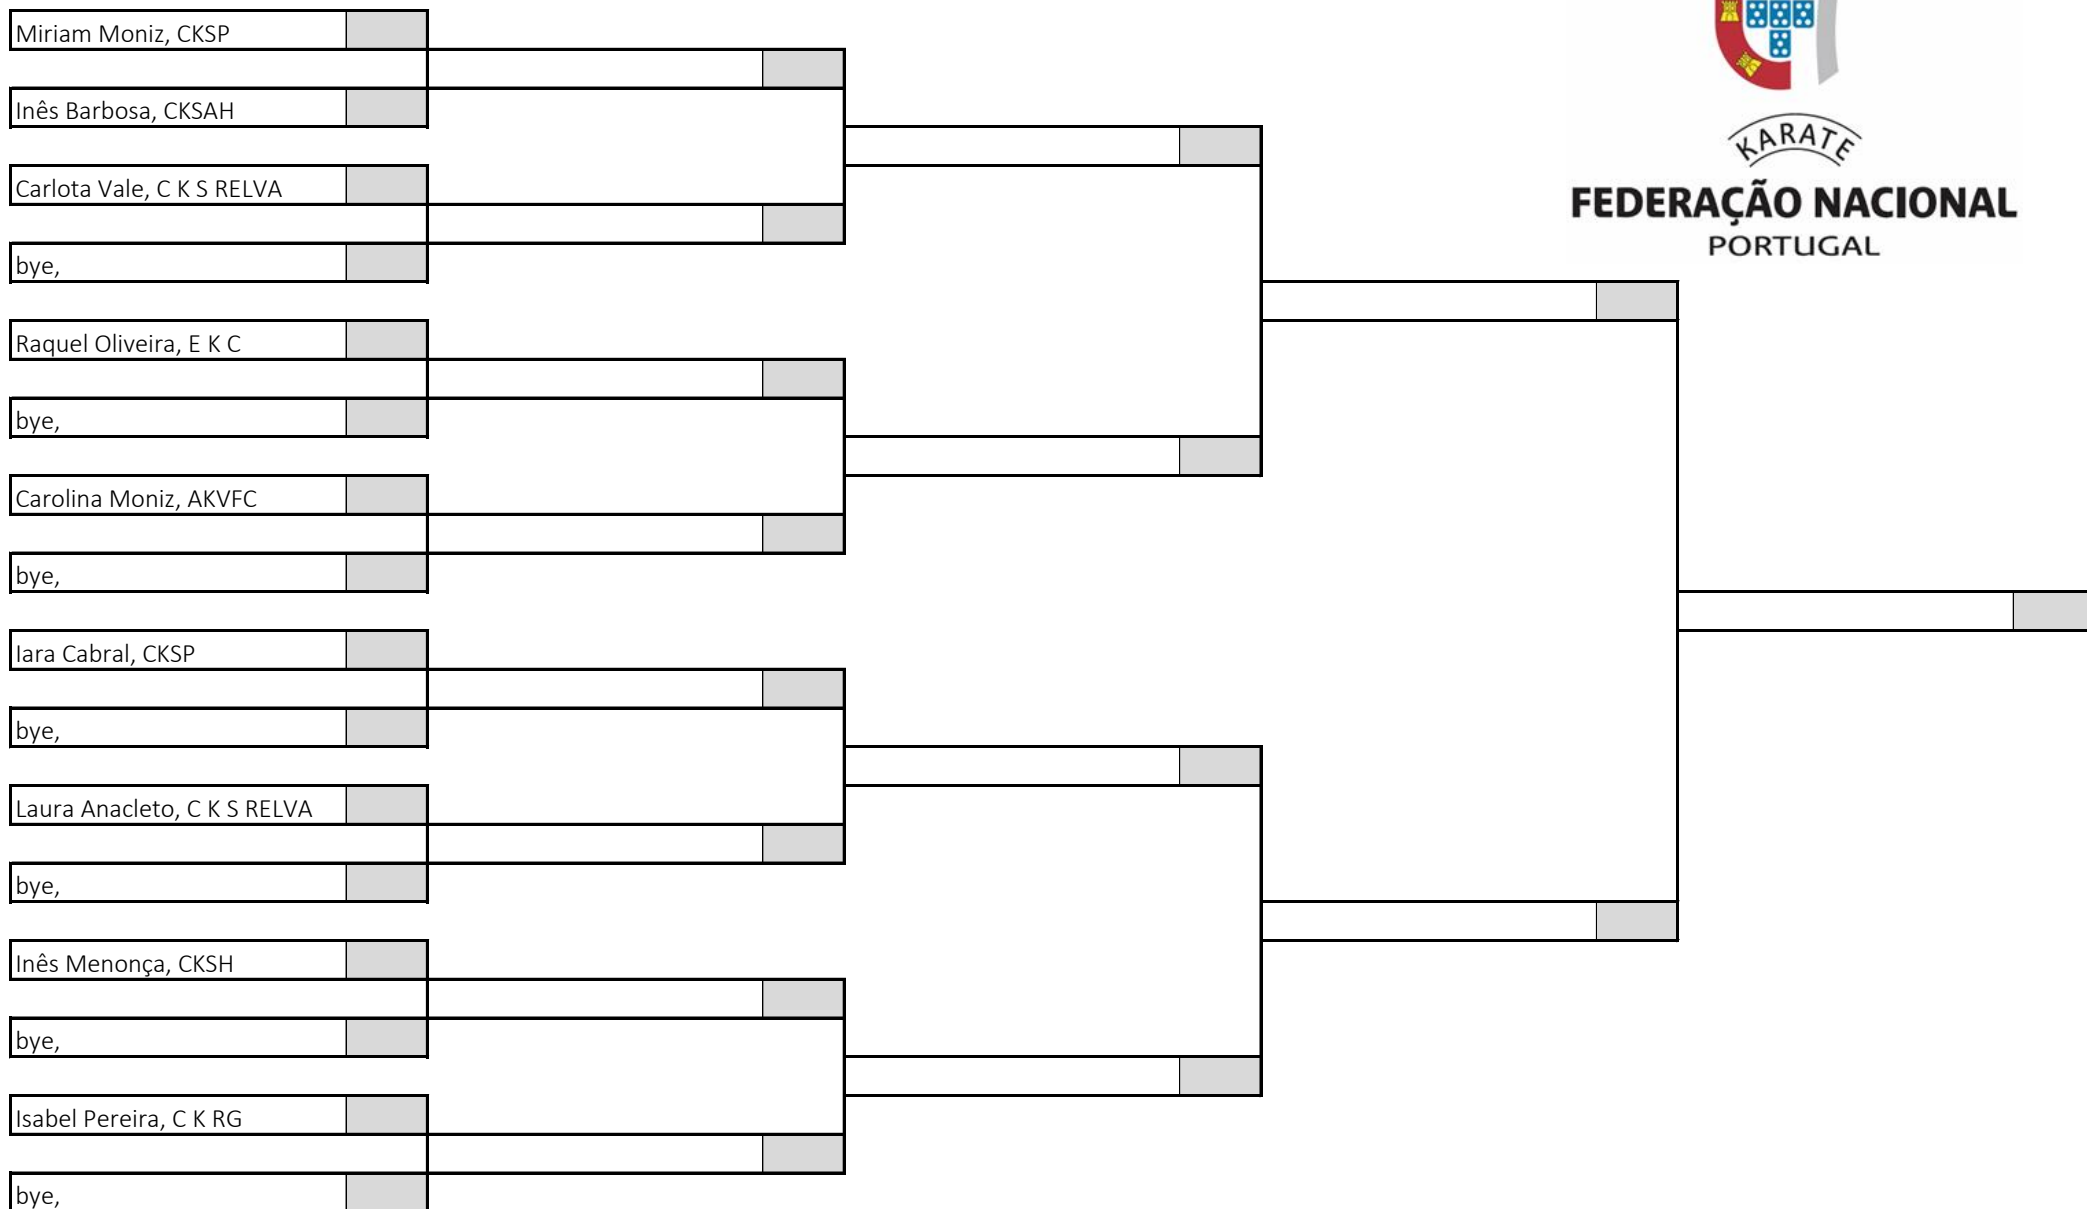 Miriam Moniz, CKSP
Inês Barbosa, CKSAH
Carlota Vale, C K S RELVA
bye,
Raquel Oliveira, E K C
bye,
Carolina Moniz, AKVFC
bye,
Iara Cabral, CKSP
bye,
Laura Anacleto, C K S RELVA
bye,
Inês Menonça, CKSH
bye,
Isabel Pereira, C K RG
bye,
KARATE
FEDERAÇÃO NACIONAL
PORTUGAL